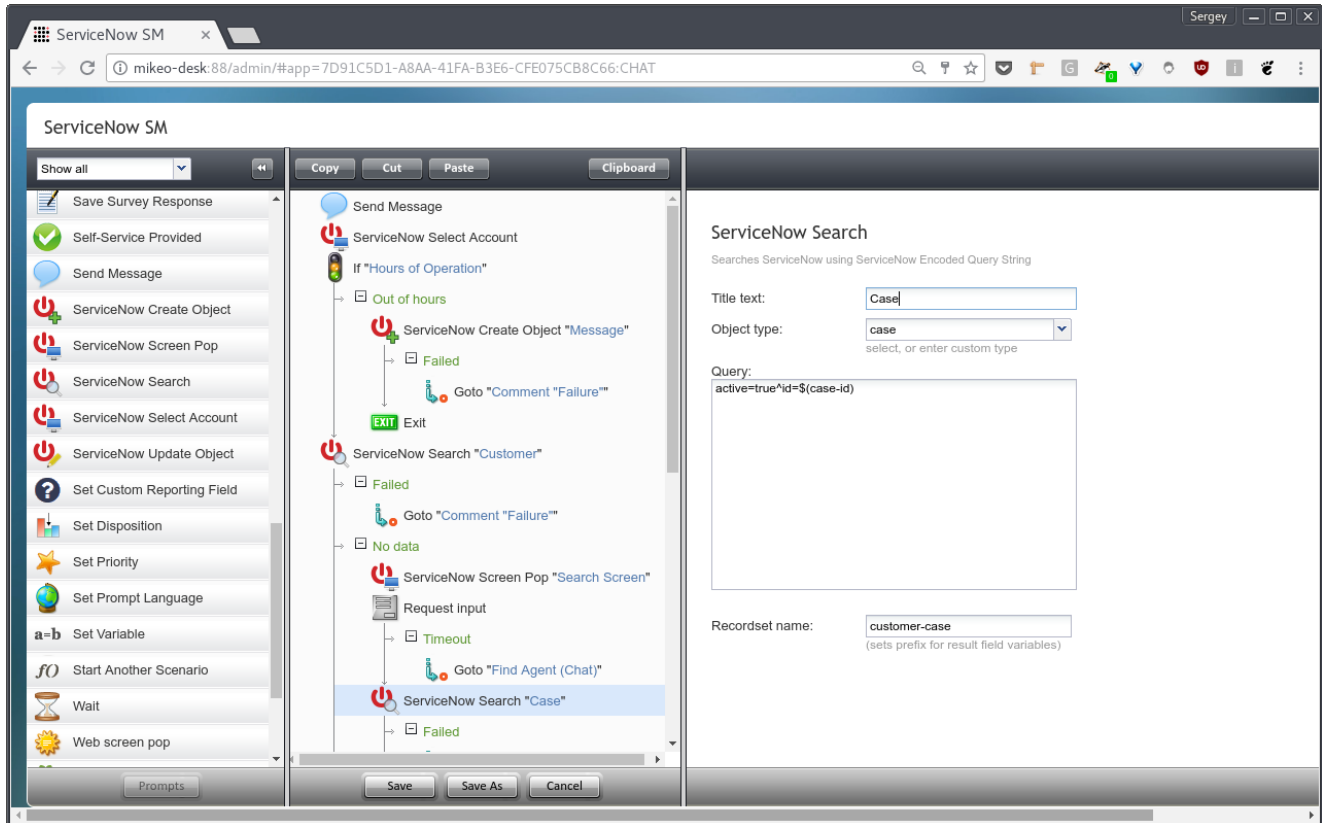 Sergey
ServiceNow SM
mikeo-desk:88/admin/#app=7D91C5D1-A8AA-41FA-B3E6-CFE075CB8C66:CHAT
G
0
i
ServiceNow SM
Show all
Copy
Cut
Paste
Clipboard
Save Survey Response
Self-Service Provided
Send Message
ServiceNow Create Object
ServiceNow Screen Pop
ServiceNow Search
ServiceNow Select Account
ServiceNow Update Object
Set Custom Reporting Field
Set Disposition
Set Priority
Set Prompt Language
a=b Set Variable
f() Start Another Scenario
Wait
Web screen pop
Prompts
Send Message
ServiceNow Select Account
If "Hours of Operation"
Out of hours
ServiceNow Create Object "Message"
Failed
Goto "Comment "Failure""
EXIT Exit
ServiceNow Search "Customer"
Failed
Goto "Comment "Failure""
No data
ServiceNow Screen Pop "Search Screen"
Request input
Timeout
Goto "Find Agent (Chat)"
ServiceNow Search "Case"
Failed
Save
Save As
Cancel
ServiceNow Search
Searches ServiceNow using ServiceNow Encoded Query String
Title text: Case
Object type: case
select, or enter custom type
Query:
active=true^id=$(case-id)
Recordset name: customer-case
(sets prefix for result field variables)